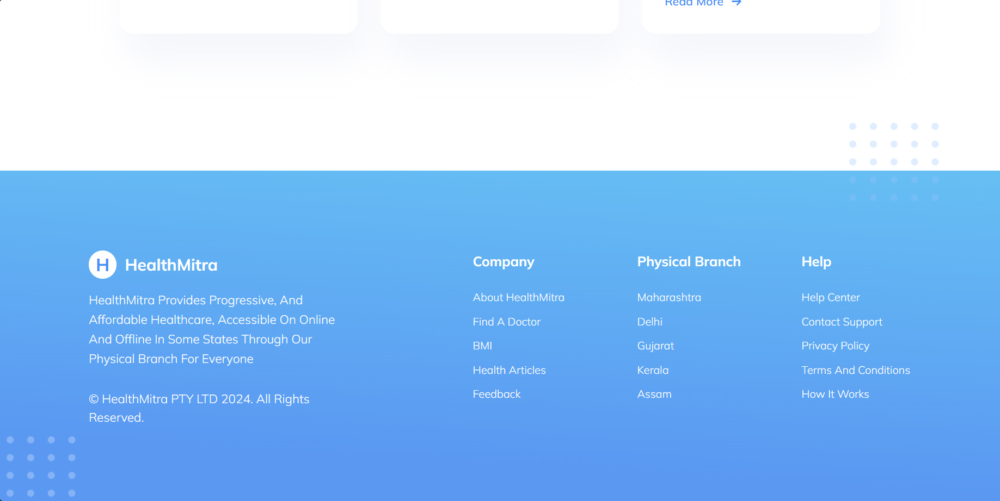 Read More
H HealthMitra
HealthMitra Provides Progressive, And
Affordable Healthcare, Accessible On Online
And Offline In Some States Through Our
Physical Branch For Everyone
© HealthMitra PTY LTD 2024. All Rights
Reserved.
Company
About HealthMitra
Find A Doctor
BMI
Health Articles
Feedback
Physical Branch
Maharashtra
Delhi
Gujarat
Kerala
Assam
Help
Help Center
Contact Support
Privacy Policy
Terms And Conditions
How It Works